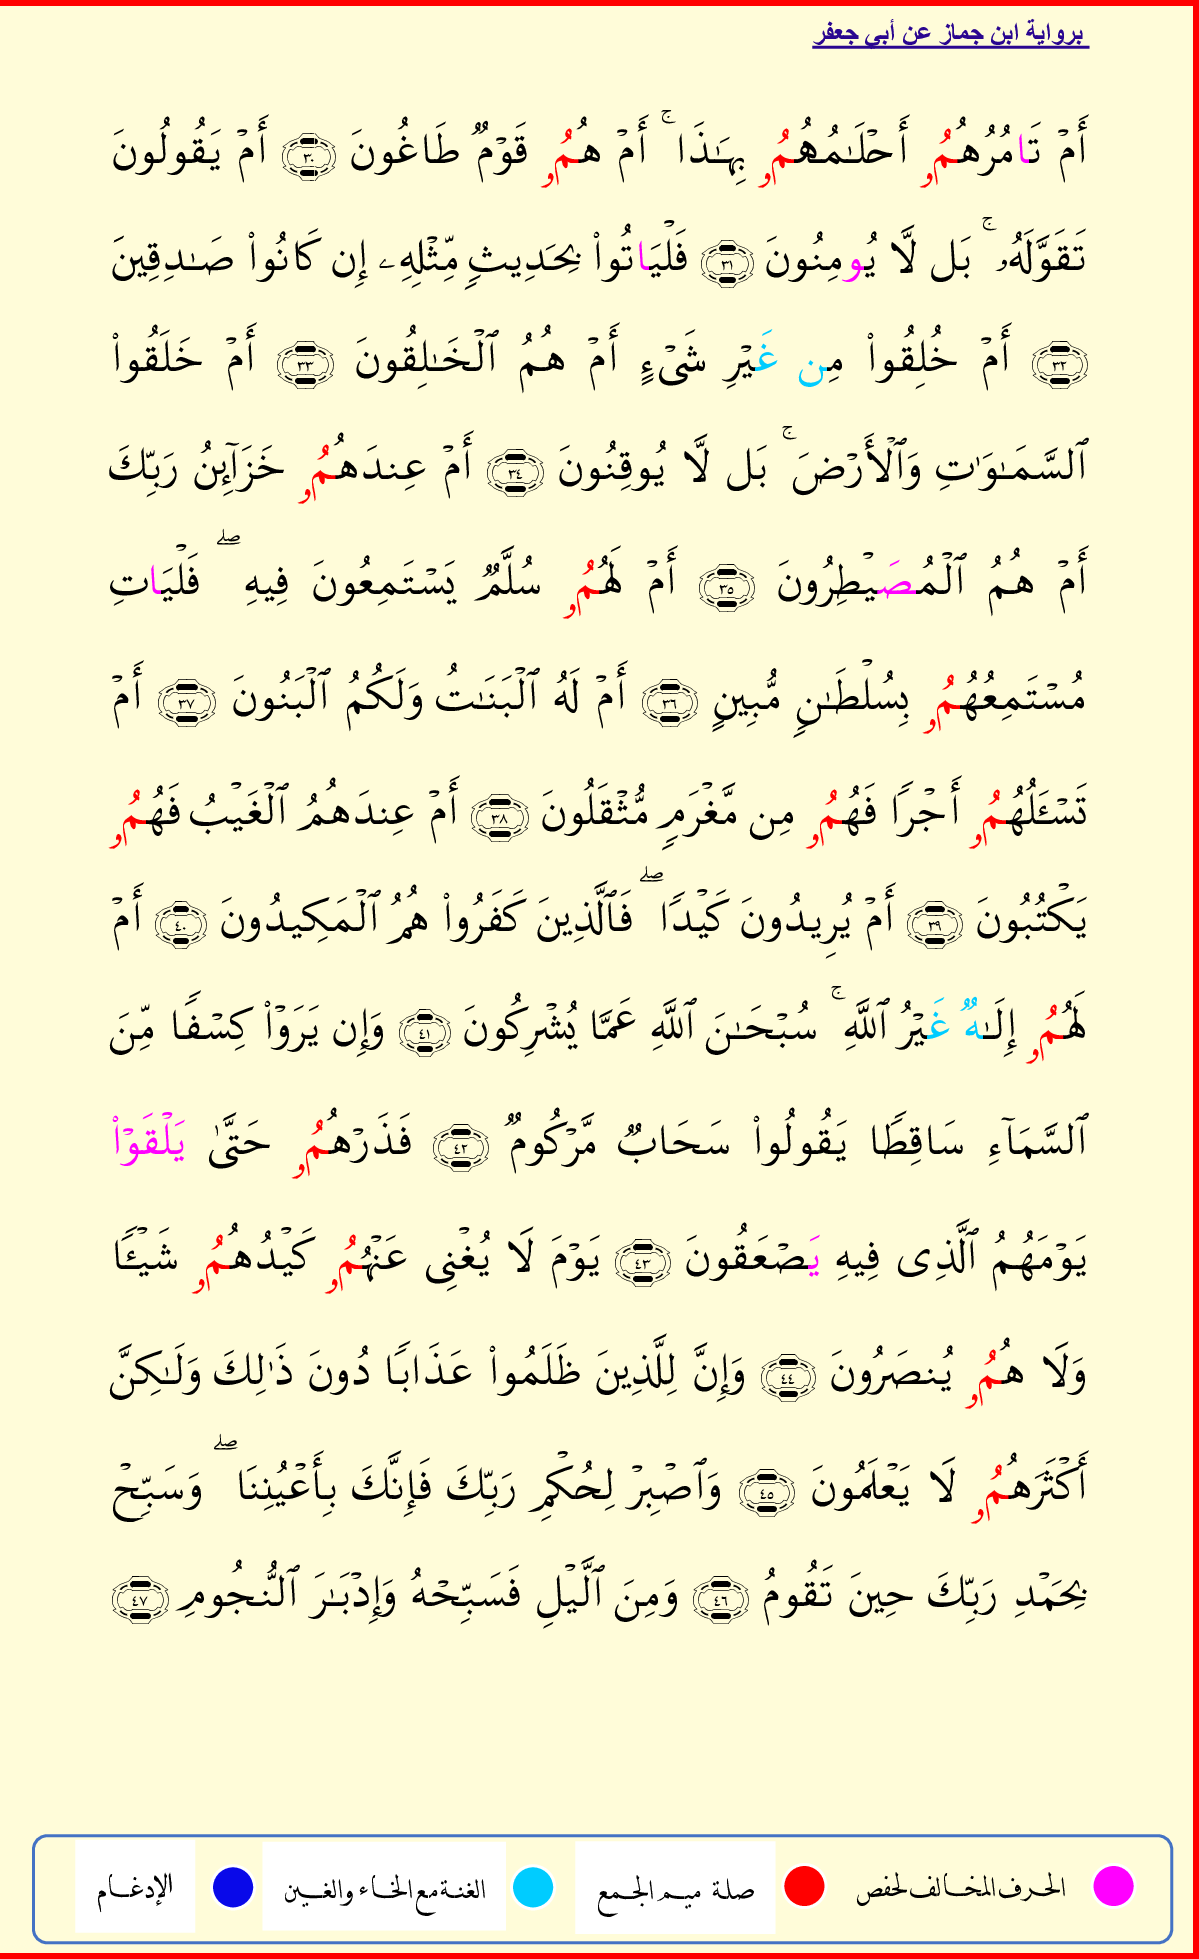 برواية ابن جماز عن أبي جعفر
أَمۡ تَامُرُهُمُۥ أَحۡلَٰمُهُمُۥ بِهَٰذَاۚ أَمۡ هُمُۥ قَوۡمٞ طَاغُونَ ٣٠ أَمۡ يَقُولُونَ
تَقَوَّلَهُۥۚ بَل لَّا يُومِنُونَ ٣١ فَلۡيَاتُواْ بِحَدِيثٖ مِّثۡلِهِۦ إِن كَانُواْ صَٰدِقِينَ
٣٢ أَمۡ خُلِقُواْ مِن غَيۡرِ شَيۡءٍ أَمۡ هُمُ ٱلۡخَٰلِقُونَ ٣٣ أَمۡ خَلَقُواْ
ٱلسَّمَٰوَٰتِ وَٱلۡأَرۡضَۚ بَل لَّا يُوقِنُونَ ٣٤ أَمۡ عِندَهُمُۥ خَزَآئِنُ رَبِّكَ
أَمۡ هُمُ ٱلۡمُصَيۡطِرُونَ ٣٥ أَمۡ لَهُمُۥ سُلَّمٞ يَسۡتَمِعُونَ فِيهِۖ فَلۡيَاتِ
مُسۡتَمِعُهُمُۥ بِسُلۡطَٰنٖ مُّبِينٍ ٣٦ أَمۡ لَهُ ٱلۡبَنَٰتُ وَلَكُمُ ٱلۡبَنُونَ ٣٧ أَمۡ
تَسۡـَٔلُهُمُۥ أَجۡرٗا فَهُمُۥ مِن مَّغۡرَمٖ مُّثۡقَلُونَ ٣٨ أَمۡ عِندَهُمُ ٱلۡغَيۡبُ فَهُمُۥ
يَكۡتُبُونَ ٣٩ أَمۡ يُرِيدُونَ كَيۡدٗاۖ فَٱلَّذِينَ كَفَرُواْ هُمُ ٱلۡمَكِيدُونَ ٤٠ أَمۡ
لَهُمُۥ إِلَٰهٌ غَيۡرُ ٱللَّهِۚ سُبۡحَٰنَ ٱللَّهِ عَمَّا يُشۡرِكُونَ ٤١ وَإِن يَرَوۡاْ كِسۡفٗا مِّنَ
ٱلسَّمَآءِ سَاقِطٗا يَقُولُواْ سَحَابٞ مَّرۡكُومٞ ٤٢ فَذَرۡهُمُۥ حَتَّىٰ يَلۡقَوۡاْ
يَوۡمَهُمُ ٱلَّذِي فِيهِ يَصۡعَقُونَ ٤٣ يَوۡمَ لَا يُغۡنِي عَنۡهُمُۥ كَيۡدُهُمُۥ شَيۡـٔٗا
وَلَا هُمُۥ يُنصَرُونَ ٤٤ وَإِنَّ لِلَّذِينَ ظَلَمُواْ عَذَابٗا دُونَ ذَٰلِكَ وَلَٰكِنَّ
أَكۡثَرَهُمُۥ لَا يَعۡلَمُونَ ٤٥ وَٱصۡبِرۡ لِحُكۡمِ رَبِّكَ فَإِنَّكَ بِأَعۡيُنِنَاۖ وَسَبِّحۡ
بِحَمۡدِ رَبِّكَ حِينَ تَقُومُ ٤٦ وَمِنَ ٱلَّيۡلِ فَسَبِّحۡهُ وَإِدۡبَٰرَ ٱلنُّجُومِ ٤٧
الحرف المخالف لحفص صلة ميم الجمع الغنة مع الخاء والغين الإدغام